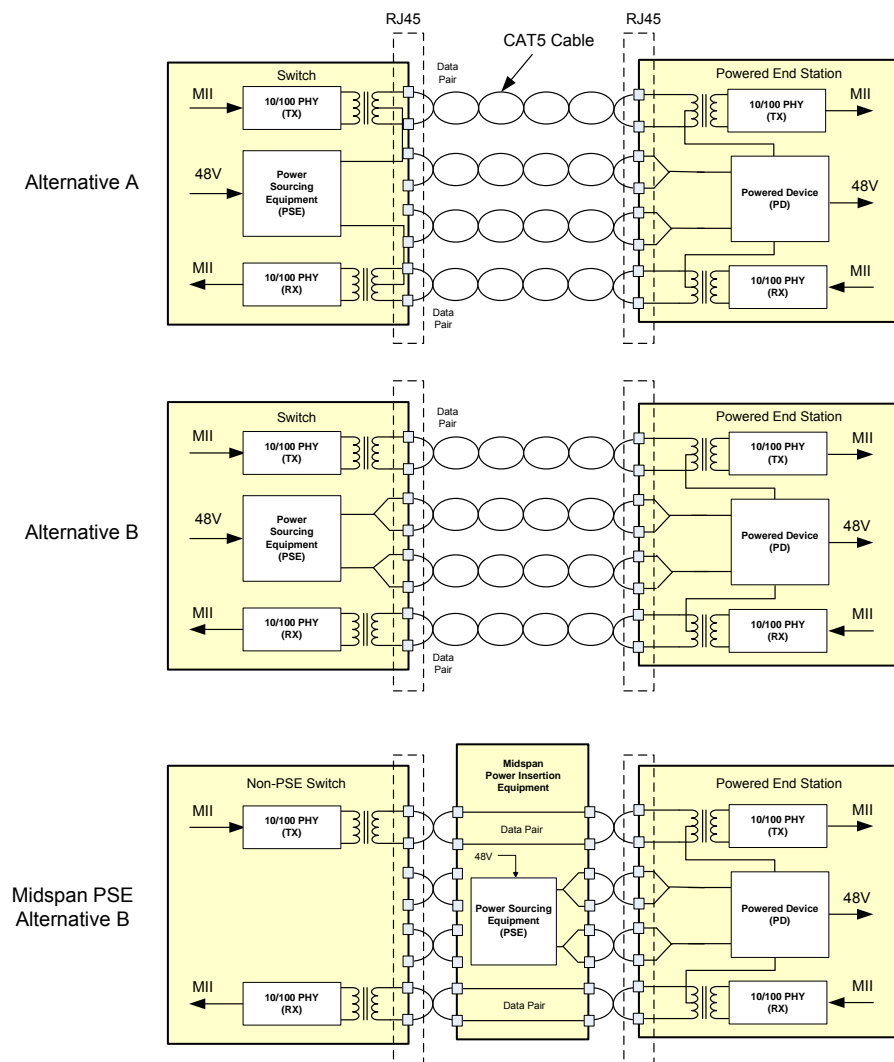 RJ45
RJ45
CAT5 Cable
Alternative A
Switch
MII
10/100 PHY
(TX)
48V
Power
Sourcing
Equipment
(PSE)
MII
10/100 PHY
(RX)
Data
Pair
Data
Pair
Powered End Station
10/100 PHY
(TX)
MII
Powered Device
(PD)
48V
10/100 PHY
(RX)
MII
Alternative B
Switch
MII
10/100 PHY
(TX)
48V
Power
Sourcing
Equipment
(PSE)
MII
10/100 PHY
(RX)
Data
Pair
Data
Pair
Powered End Station
10/100 PHY
(TX)
MII
Powered Device
(PD)
48V
10/100 PHY
(RX)
MII
Midspan PSE
Alternative B
Non-PSE Switch
MII
10/100 PHY
(TX)
MII
10/100 PHY
(RX)
Midspan
Power Insertion
Equipment
Data Pair
48V
Power Sourcing
Equipment
(PSE)
Data Pair
Powered End Station
10/100 PHY
(TX)
MII
Powered Device
(PD)
48V
10/100 PHY
(RX)
MII